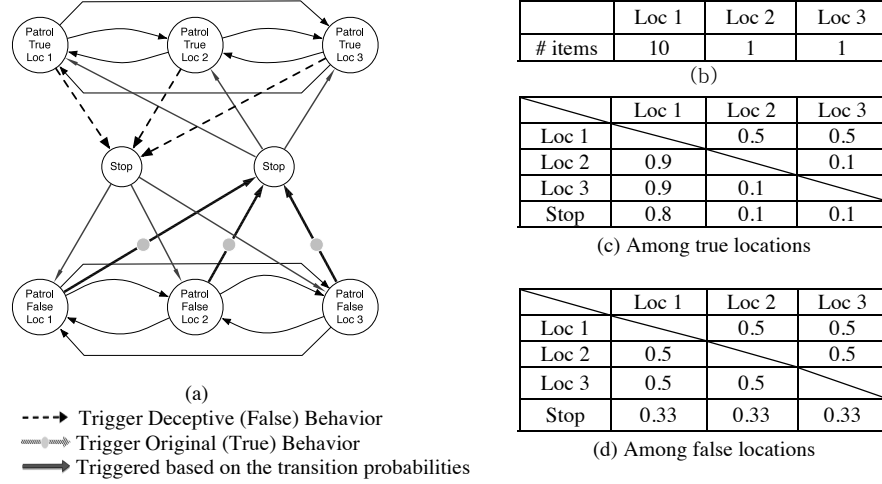 Patrol
True
Loc 1
Patrol
True
Loc 2
Patrol
True
Loc 3
Stop
Stop
Patrol
False
Loc 1
Patrol
False
Loc 2
Patrol
False
Loc 3
(a)
Trigger Deceptive (False) Behavior
Trigger Original (True) Behavior
Triggered based on the transition probabilities
Loc 1 Loc 2 Loc 3
# items 10 1 1
(b)
Loc 1 Loc 2 Loc 3
Loc 1 0.5 0.5
Loc 2 0.9 0.1
Loc 3 0.9 0.1
Stop 0.8 0.1 0.1
(c) Among true locations
Loc 1 Loc 2 Loc 3
Loc 1 0.5 0.5
Loc 2 0.5 0.5
Loc 3 0.5 0.5
Stop 0.33 0.33 0.33
(d) Among false locations